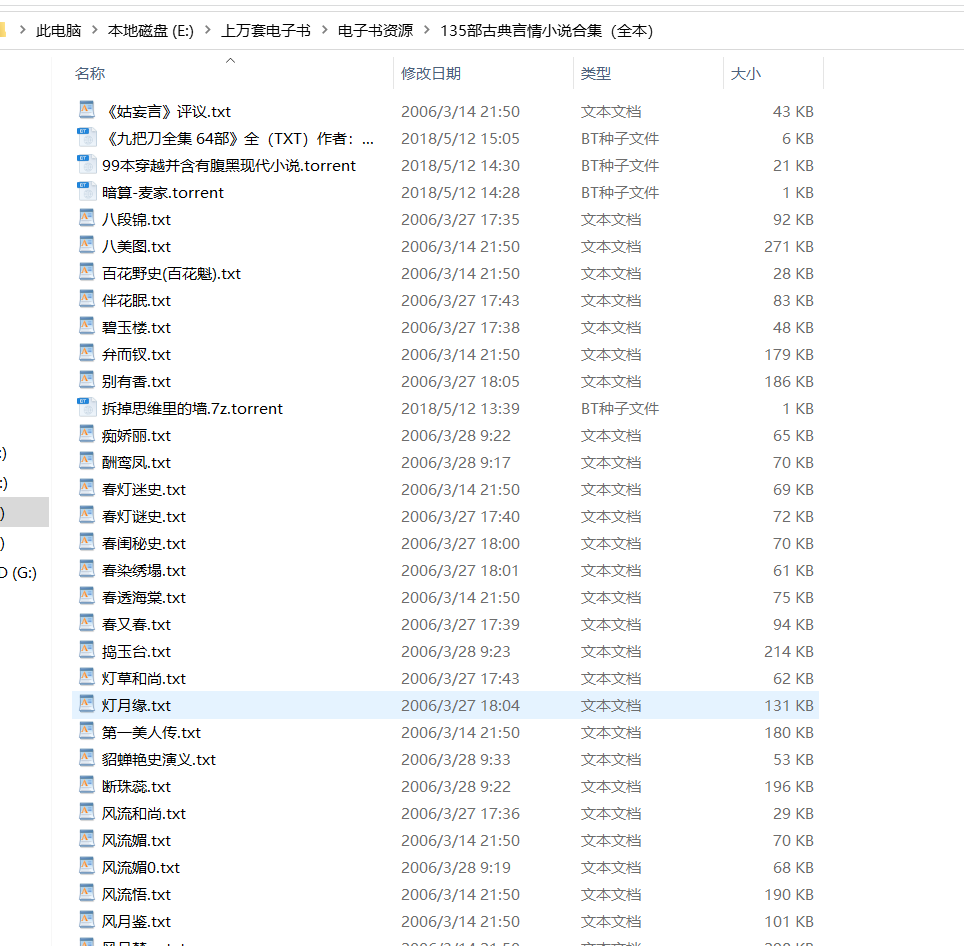 此电脑 > 本地磁盘 (E:) > 上万套电子书 > 电子书资源 > 135部古典言情小说合集（全本）
名称 修改日期 类型 大小
《姑妄言》评议.txt 2006/3/14 21:50 文本文档 43 KB
《九把刀全集 64部》全（TXT）作者：... 2018/5/12 15:05 BT种子文件 6 KB
99本穿越并含有腹黑现代小说.torrent 2018/5/12 14:30 BT种子文件 21 KB
暗算-麦家.torrent 2018/5/12 14:28 BT种子文件 1 KB
八段锦.txt 2006/3/27 17:35 文本文档 92 KB
八美图.txt 2006/3/14 21:50 文本文档 271 KB
百花野史(百花魁).txt 2006/3/14 21:50 文本文档 28 KB
伴花眠.txt 2006/3/27 17:43 文本文档 83 KB
碧玉楼.txt 2006/3/27 17:38 文本文档 48 KB
弁而钗.txt 2006/3/14 21:50 文本文档 179 KB
别有香.txt 2006/3/27 18:05 文本文档 186 KB
拆掉思维里的墙.7z.torrent 2018/5/12 13:39 BT种子文件 1 KB
:)
痴娇丽.txt 2006/3/28 9:22 文本文档 65 KB
酬鸾凤.txt 2006/3/28 9:17 文本文档 70 KB
:)
春灯迷史.txt 2006/3/14 21:50 文本文档 69 KB
)
春灯谜史.txt 2006/3/27 17:40 文本文档 72 KB
)
春闺秘史.txt 2006/3/27 18:00 文本文档 70 KB
D (G:)
春染绣塌.txt 2006/3/27 18:01 文本文档 61 KB
春透海棠.txt 2006/3/14 21:50 文本文档 75 KB
春又春.txt 2006/3/27 17:39 文本文档 94 KB
捣玉台.txt 2006/3/28 9:23 文本文档 214 KB
灯草和尚.txt 2006/3/27 17:43 文本文档 62 KB
灯月缘.txt 2006/3/27 18:04 文本文档 131 KB
第一美人传.txt 2006/3/14 21:50 文本文档 180 KB
貂蝉艳史演义.txt 2006/3/28 9:33 文本文档 53 KB
断珠蕊.txt 2006/3/28 9:22 文本文档 196 KB
风流和尚.txt 2006/3/27 17:36 文本文档 29 KB
风流媚.txt 2006/3/14 21:50 文本文档 70 KB
风流媚0.txt 2006/3/28 9:19 文本文档 68 KB
风流悟.txt 2006/3/14 21:50 文本文档 190 KB
风月鉴.txt 2006/3/14 21:50 文本文档 101 KB